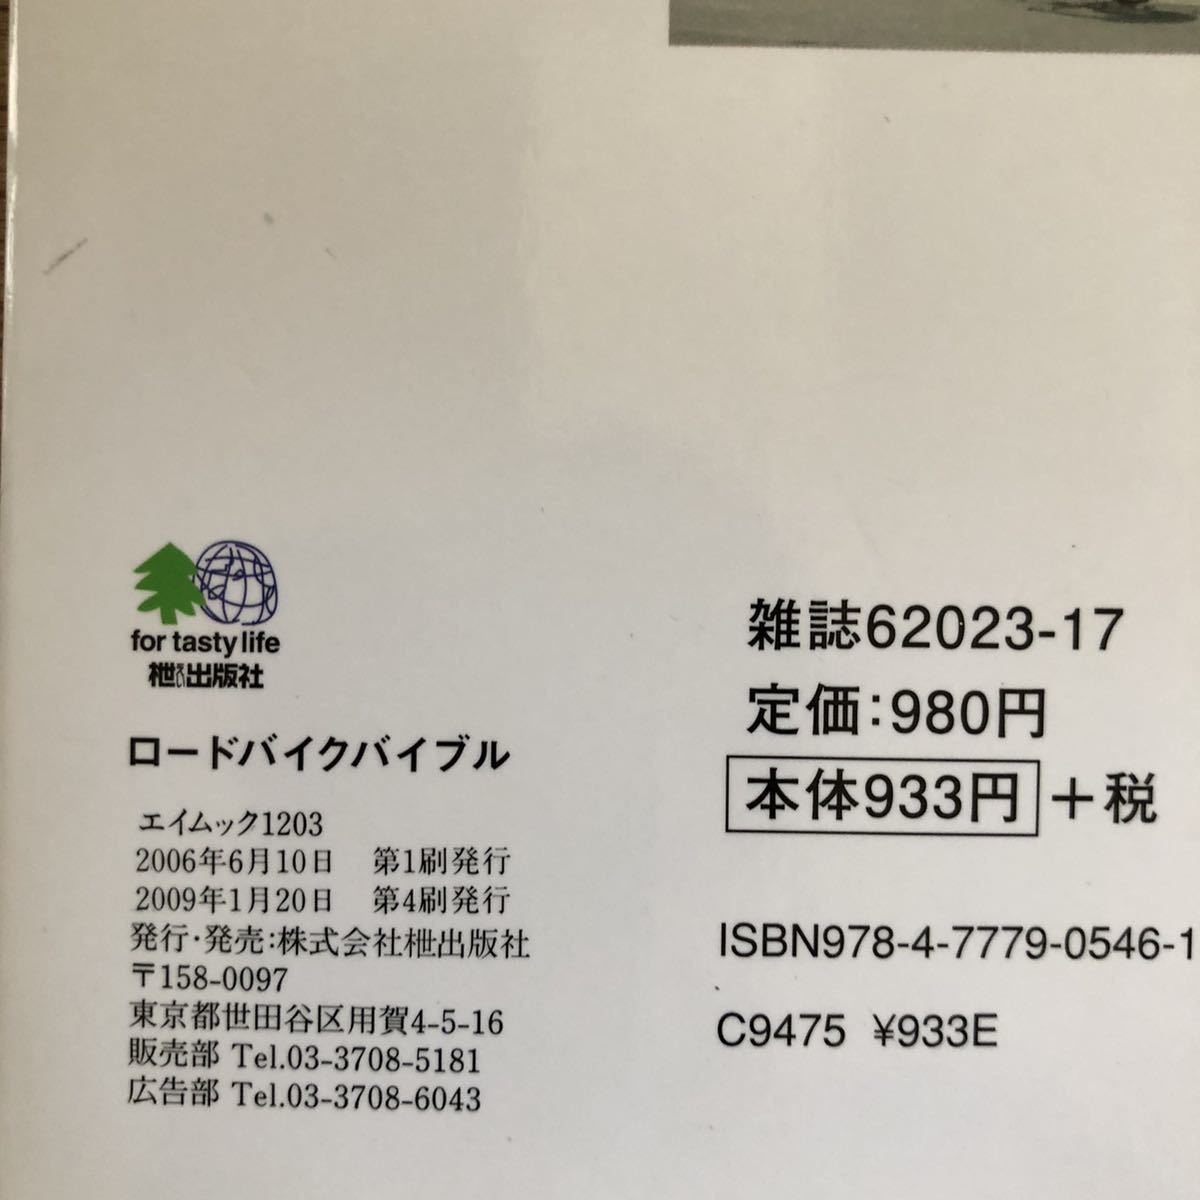 for tasty life
枻出版社
ロードバイクバイブル
エイムック1203
2006年6月10日 第1刷発行
2009年1月20日 第4刷発行
発行・発売:株式会社枻出版社
〒158-0097
東京都世田谷区用賀4-5-16
販売部 Tel.03-3708-5181
広告部 Tel.03-3708-6043
雑誌62023-17
定価:980円
本体933円+税
ISBN978-4-7779-0546-1
C9475 ¥933E